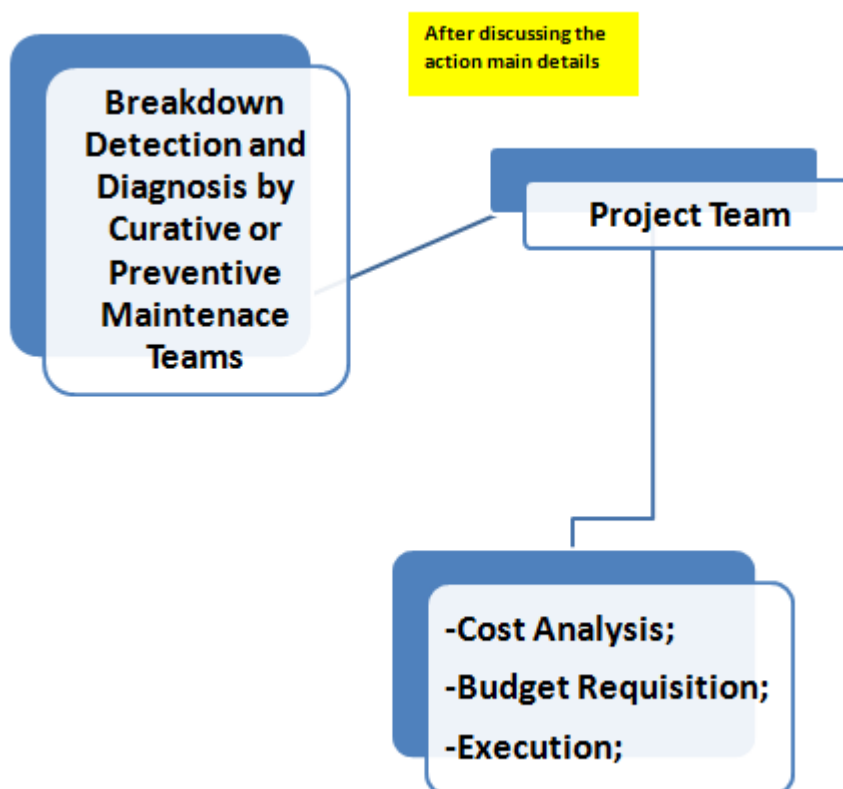 After discussing the
action main details
Breakdown
Detection and
Diagnosis by
Curative or
Preventive
Maintenace
Teams
Project Team
-Cost Analysis;
-Budget Requisition;
-Execution;